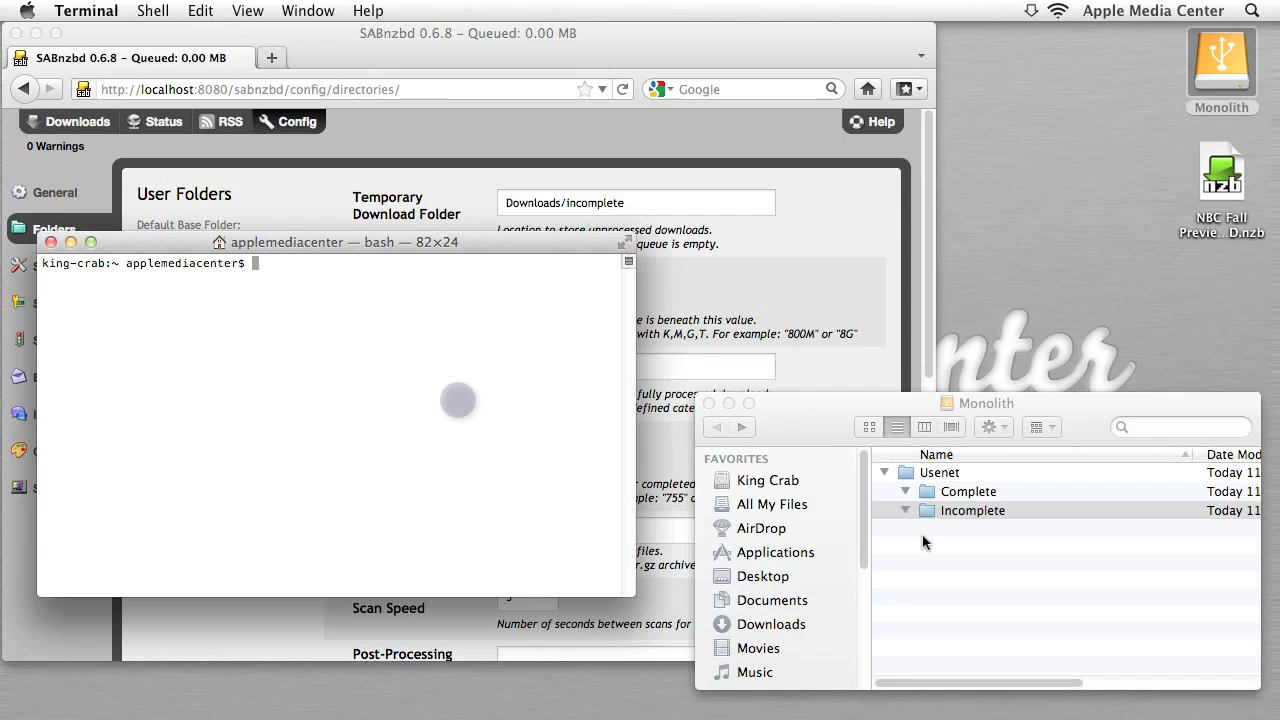 Terminal Shell Edit View Window Help Apple Media Center
SABnzbd 0.6.8 - Queued: 0.00 MB
SABnzbd 0.6.8 - Queued: 0.00 MB
http://localhost:8080/sabnzbd/config/directories/
Google
Downloads Status RSS Config Help
0 Warnings
General
Folders
User Folders
Default Base Folder:
Temporary
Download Folder
Downloads/incomplete
Location to store unprocessed downloads.
queue is empty.
applemediacenter — bash — 82×24
king-crab:~ applemediacenter$
e is beneath this value.
with K,M,G,T. For example: "800M" or "8G"
fully processed downloads.
efined cate
r completed
mple: "755" o
files.
r.gz archive
Scan Speed
Number of seconds between scans for
Post-Processing
Monolith
nzb
NBC Fall
Previe…D.nzb
nter
Monolith
FAVORITES
King Crab
All My Files
AirDrop
Applications
Desktop
Documents
Downloads
Movies
Music
Name Date Mod
Usenet Today 11
Complete Today 11
Incomplete Today 11